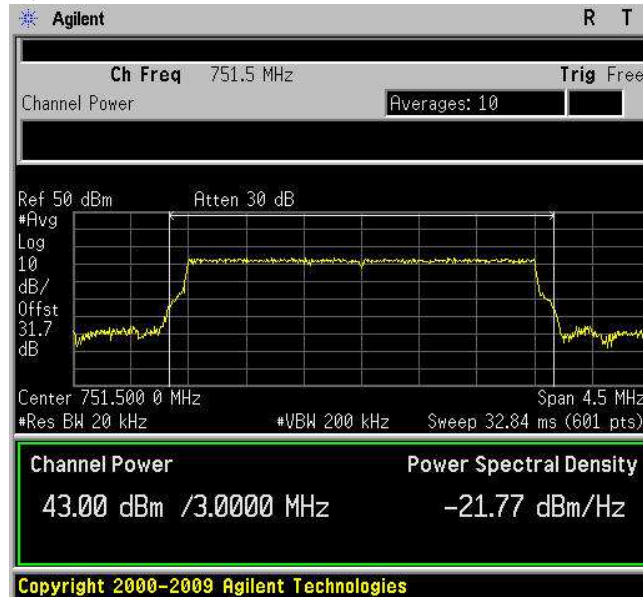 Agilent R T
Ch Freq 751.5 MHz Trig Free
Channel Power Averages: 10
Ref 50 dBm Atten 30 dB
#Avg
Log
10
dB/
Offst
31.7
dB
Center 751.500 0 MHz Span 4.5 MHz
#Res BW 20 kHz #VBW 200 kHz Sweep 32.84 ms (601 pts)
Channel Power Power Spectral Density
43.00 dBm /3.0000 MHz -21.77 dBm/Hz
Copyright 2000-2009 Agilent Technologies